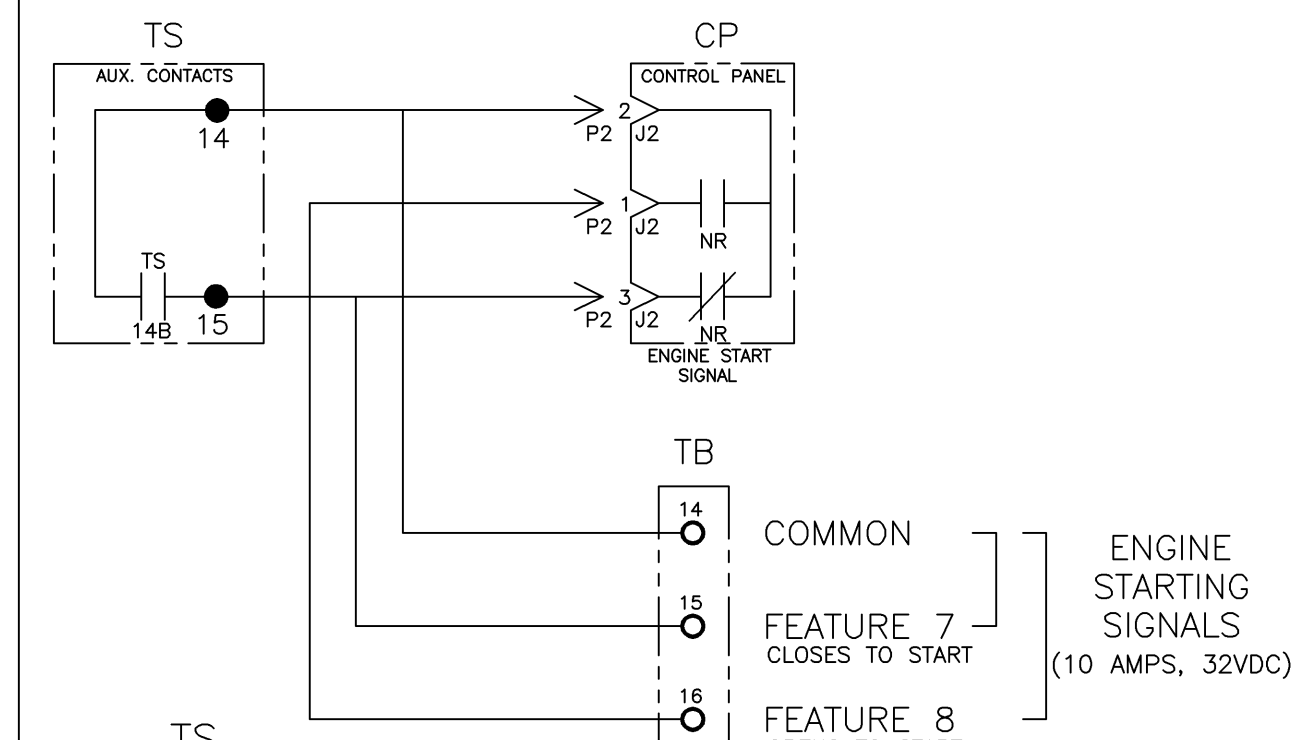 TS
AUX. CONTACTS
14
TS
14B
15
CP
CONTROL PANEL
2
P2 J2
1
P2 J2
NR
3
P2 J2
NR
ENGINE START
SIGNAL
TB
14
COMMON
15
FEATURE 7
CLOSES TO START
16
FEATURE 8
ENGINE
STARTING
SIGNALS
(10 AMPS, 32VDC)
TS